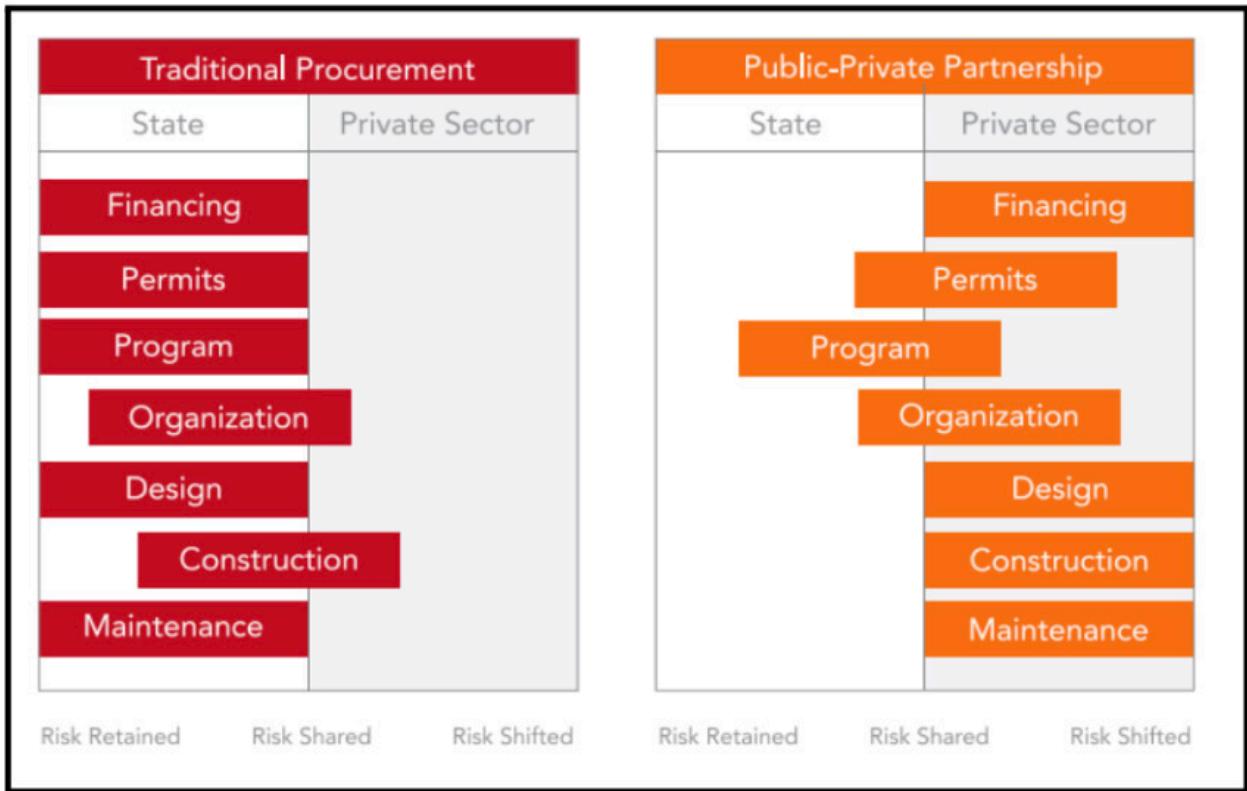 Traditional Procurement
State
Private Sector
Financing
Permits
Program
Organization
Design
Construction
Maintenance
Risk Retained
Risk Shared
Risk Shifted
Public-Private Partnership
State
Private Sector
Financing
Permits
Program
Organization
Design
Construction
Maintenance
Risk Retained
Risk Shared
Risk Shifted